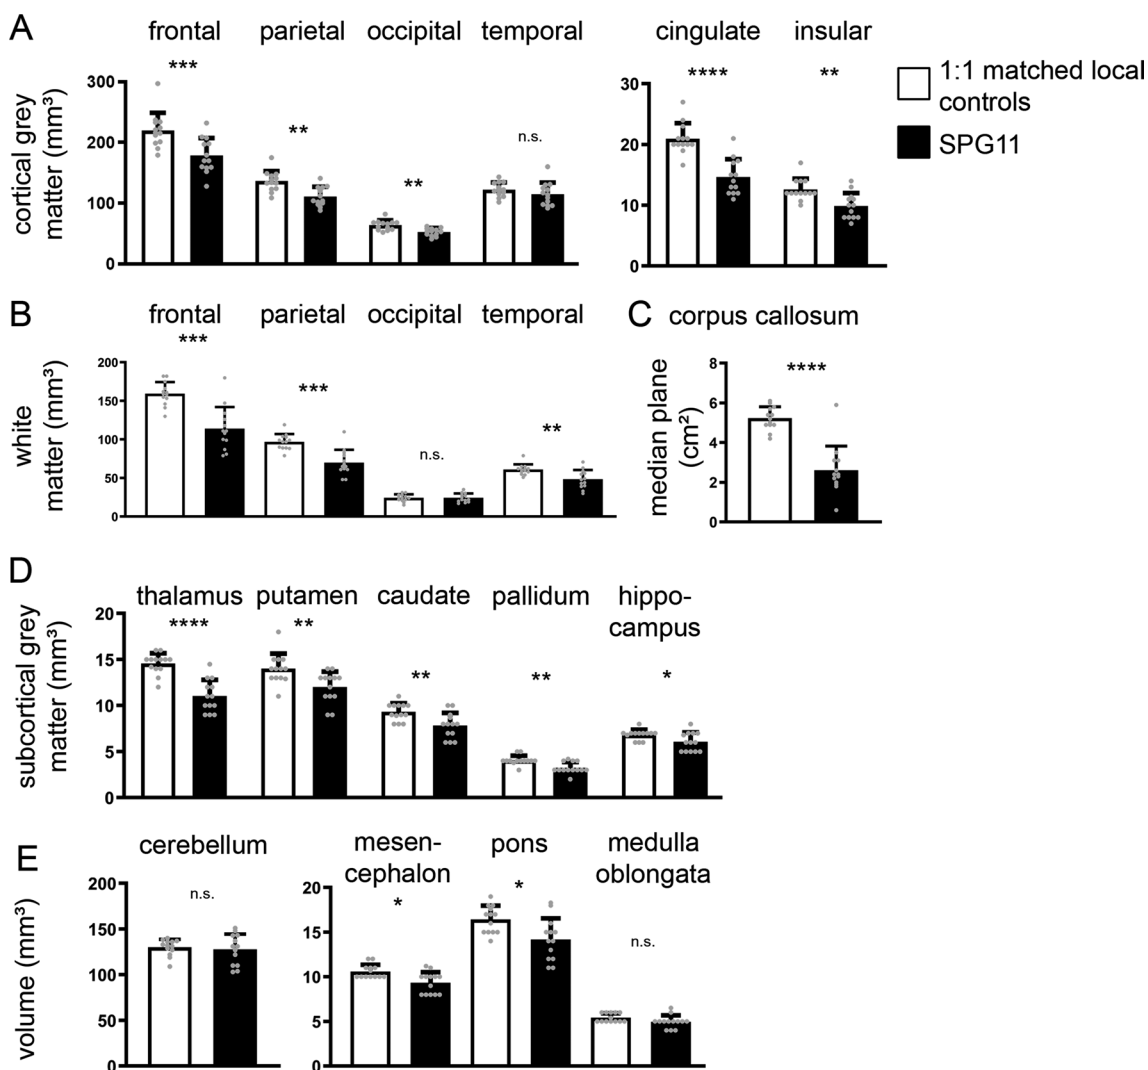 A
frontal parietal occipital temporal cingulate insular
*** ** ** n.s. **** **
cortical grey
matter (mm³)
300
200
100
0
30
20
10
0
1:1 matched local
controls
SPG11
B
frontal parietal occipital temporal
*** *** n.s. **
white
matter (mm³)
200
150
100
50
0
C corpus callosum
****
median plane
(cm²)
8
6
4
2
0
D
thalamus putamen caudate pallidum hippo-
campus
**** ** ** ** *
subcortical grey
matter (mm³)
20
15
10
5
0
E
cerebellum mesen-
cephalon pons medulla
oblongata
n.s. * * n.s.
volume (mm³)
200
150
100
50
0
20
15
10
5
0